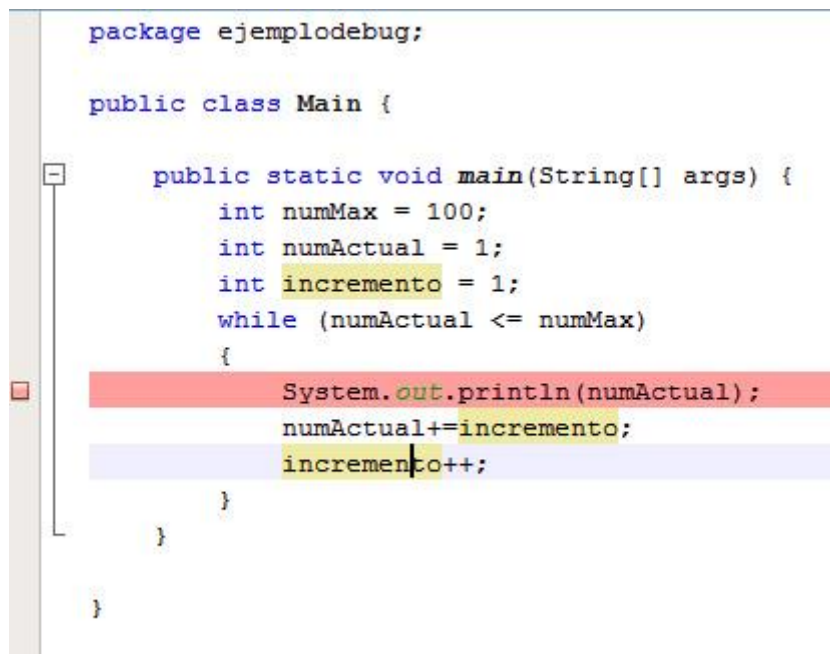 package ejemplodebug;
public class Main {
public static void main(String[] args) {
int numMax = 100;
int numActual = 1;
int incremento = 1;
while (numActual <= numMax)
{
System.out.println(numActual);
numActual+=incremento;
incremento++;
}
}
}